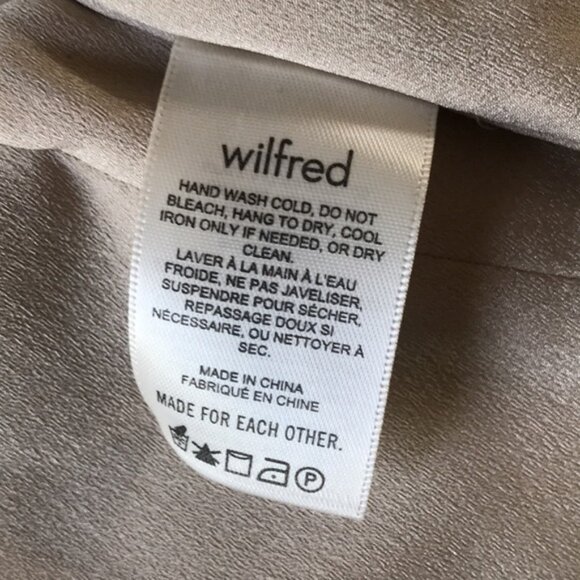 wilfred
HAND WASH COLD, DO NOT
BLEACH, HANG TO DRY, COOL
IRON ONLY IF NEEDED, OR DRY
CLEAN.
LAVER À LA MAIN À L'EAU
FROIDE, NE PAS JAVELISER,
SUSPENDRE POUR SÉCHER,
REPASSAGE DOUX SI
NÉCESSAIRE, OU NETTOYER À
SEC.
MADE IN CHINA
FABRIQUÉ EN CHINE
MADE FOR EACH OTHER.
P